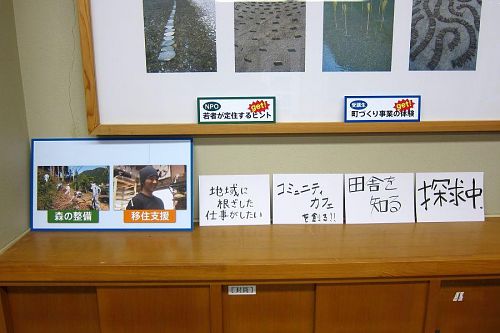 NPO
get!
若者が定住するヒント
受講生
get!
町づくり事業の体験
森の整備
移住支援
地域に
根ざした
仕事がしたい
コミュニティ
カフェ
を創る!!
田舎を
知る
探求中.